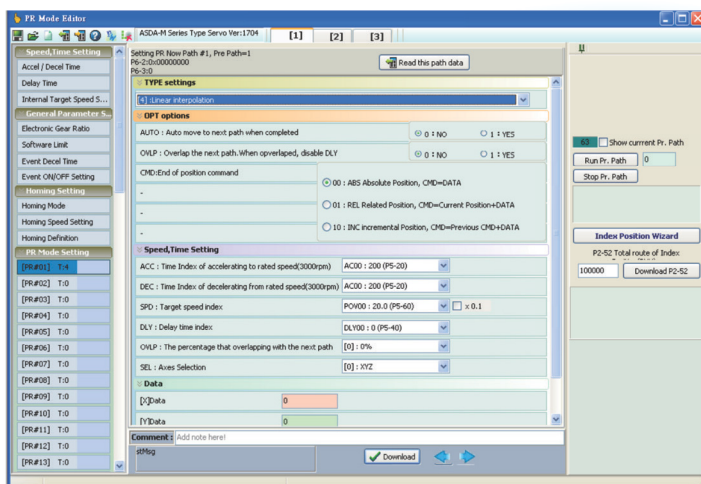 PR Mode Editor
ASDA-M Series Type Servo Ver:1704
[1]
[2]
[3]
Speed,Time Setting
Accel / Decel Time
Delay Time
Internal Target Speed S...
General Parameter S...
Electronic Gear Ratio
Software Limit
Event Decel Time
Event ON/OFF Setting
Homing Setting
Homing Mode
Homing Speed Setting
Homing Definition
PR Mode Setting
[PR#01] T:4
[PR#02] T:0
[PR#03] T:0
[PR#04] T:0
[PR#05] T:0
[PR#06] T:0
[PR#07] T:0
[PR#08] T:0
[PR#09] T:0
[PR#10] T:0
[PR#11] T:0
[PR#12] T:0
[PR#13] T:0
Setting PR Now Path #1, Pre Path=1
P6-2:0x00000000
P6-3:0
Read this path data
TYPE settings
[4] :Linear interpolation
OPT options
AUTO : Auto move to next path when completed
0 : NO
1 : YES
OVLP : Overlap the next path.When opverlaped, disable DLY
0 : NO
1 : YES
CMD:End of position command
-
-
-
00 : ABS Absolute Position, CMD=DATA
01 : REL Related Position, CMD=Current Position+DATA
10 : INC incremental Position, CMD=Previous CMD+DATA
Speed,Time Setting
ACC : Time Index of accelerating to rated speed(3000rpm)
AC00 : 200 (P5-20)
DEC : Time Index of decelerating from rated speed(3000rpm)
AC00 : 200 (P5-20)
SPD : Target speed index
POV00 : 20.0 (P5-60)
x 0.1
DLY : Delay time index
DLY00 : 0 (P5-40)
OVLP : The percentage that overlapping with the next path
[0] : 0%
SEL : Axes Selection
[0] : XYZ
Data
[X]Data
0
[Y]Data
0
Comment :
Add note here!
stMsg
Download
63
Show currrent Pr. Path
Run Pr. Path
0
Stop Pr. Path
Index Position Wizard
P2-52 Total route of Index
100000
Download P2-52